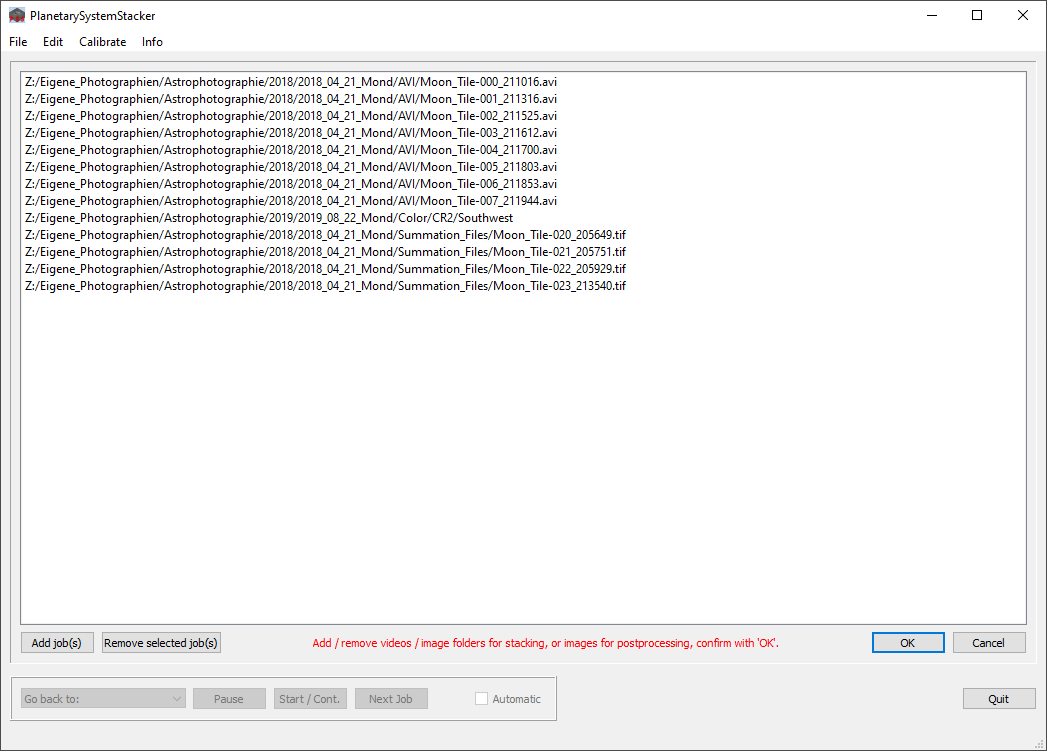 PlanetarySystemStacker
File Edit Calibrate Info
Z:/Eigene_Photographien/Astrophotographie/2018/2018_04_21_Mond/AVI/Moon_Tile-000_211016.avi
Z:/Eigene_Photographien/Astrophotographie/2018/2018_04_21_Mond/AVI/Moon_Tile-001_211316.avi
Z:/Eigene_Photographien/Astrophotographie/2018/2018_04_21_Mond/AVI/Moon_Tile-002_211525.avi
Z:/Eigene_Photographien/Astrophotographie/2018/2018_04_21_Mond/AVI/Moon_Tile-003_211612.avi
Z:/Eigene_Photographien/Astrophotographie/2018/2018_04_21_Mond/AVI/Moon_Tile-004_211700.avi
Z:/Eigene_Photographien/Astrophotographie/2018/2018_04_21_Mond/AVI/Moon_Tile-005_211803.avi
Z:/Eigene_Photographien/Astrophotographie/2018/2018_04_21_Mond/AVI/Moon_Tile-006_211853.avi
Z:/Eigene_Photographien/Astrophotographie/2018/2018_04_21_Mond/AVI/Moon_Tile-007_211944.avi
Z:/Eigene_Photographien/Astrophotographie/2019/2019_08_22_Mond/Color/CR2/Southwest
Z:/Eigene_Photographien/Astrophotographie/2018/2018_04_21_Mond/Summation_Files/Moon_Tile-020_205649.tif
Z:/Eigene_Photographien/Astrophotographie/2018/2018_04_21_Mond/Summation_Files/Moon_Tile-021_205751.tif
Z:/Eigene_Photographien/Astrophotographie/2018/2018_04_21_Mond/Summation_Files/Moon_Tile-022_205929.tif
Z:/Eigene_Photographien/Astrophotographie/2018/2018_04_21_Mond/Summation_Files/Moon_Tile-023_213540.tif
Add job(s) Remove selected job(s) Add / remove videos / image folders for stacking, or images for postprocessing, confirm with 'OK'. OK Cancel
Go back to: Pause Start / Cont. Next Job Automatic Quit